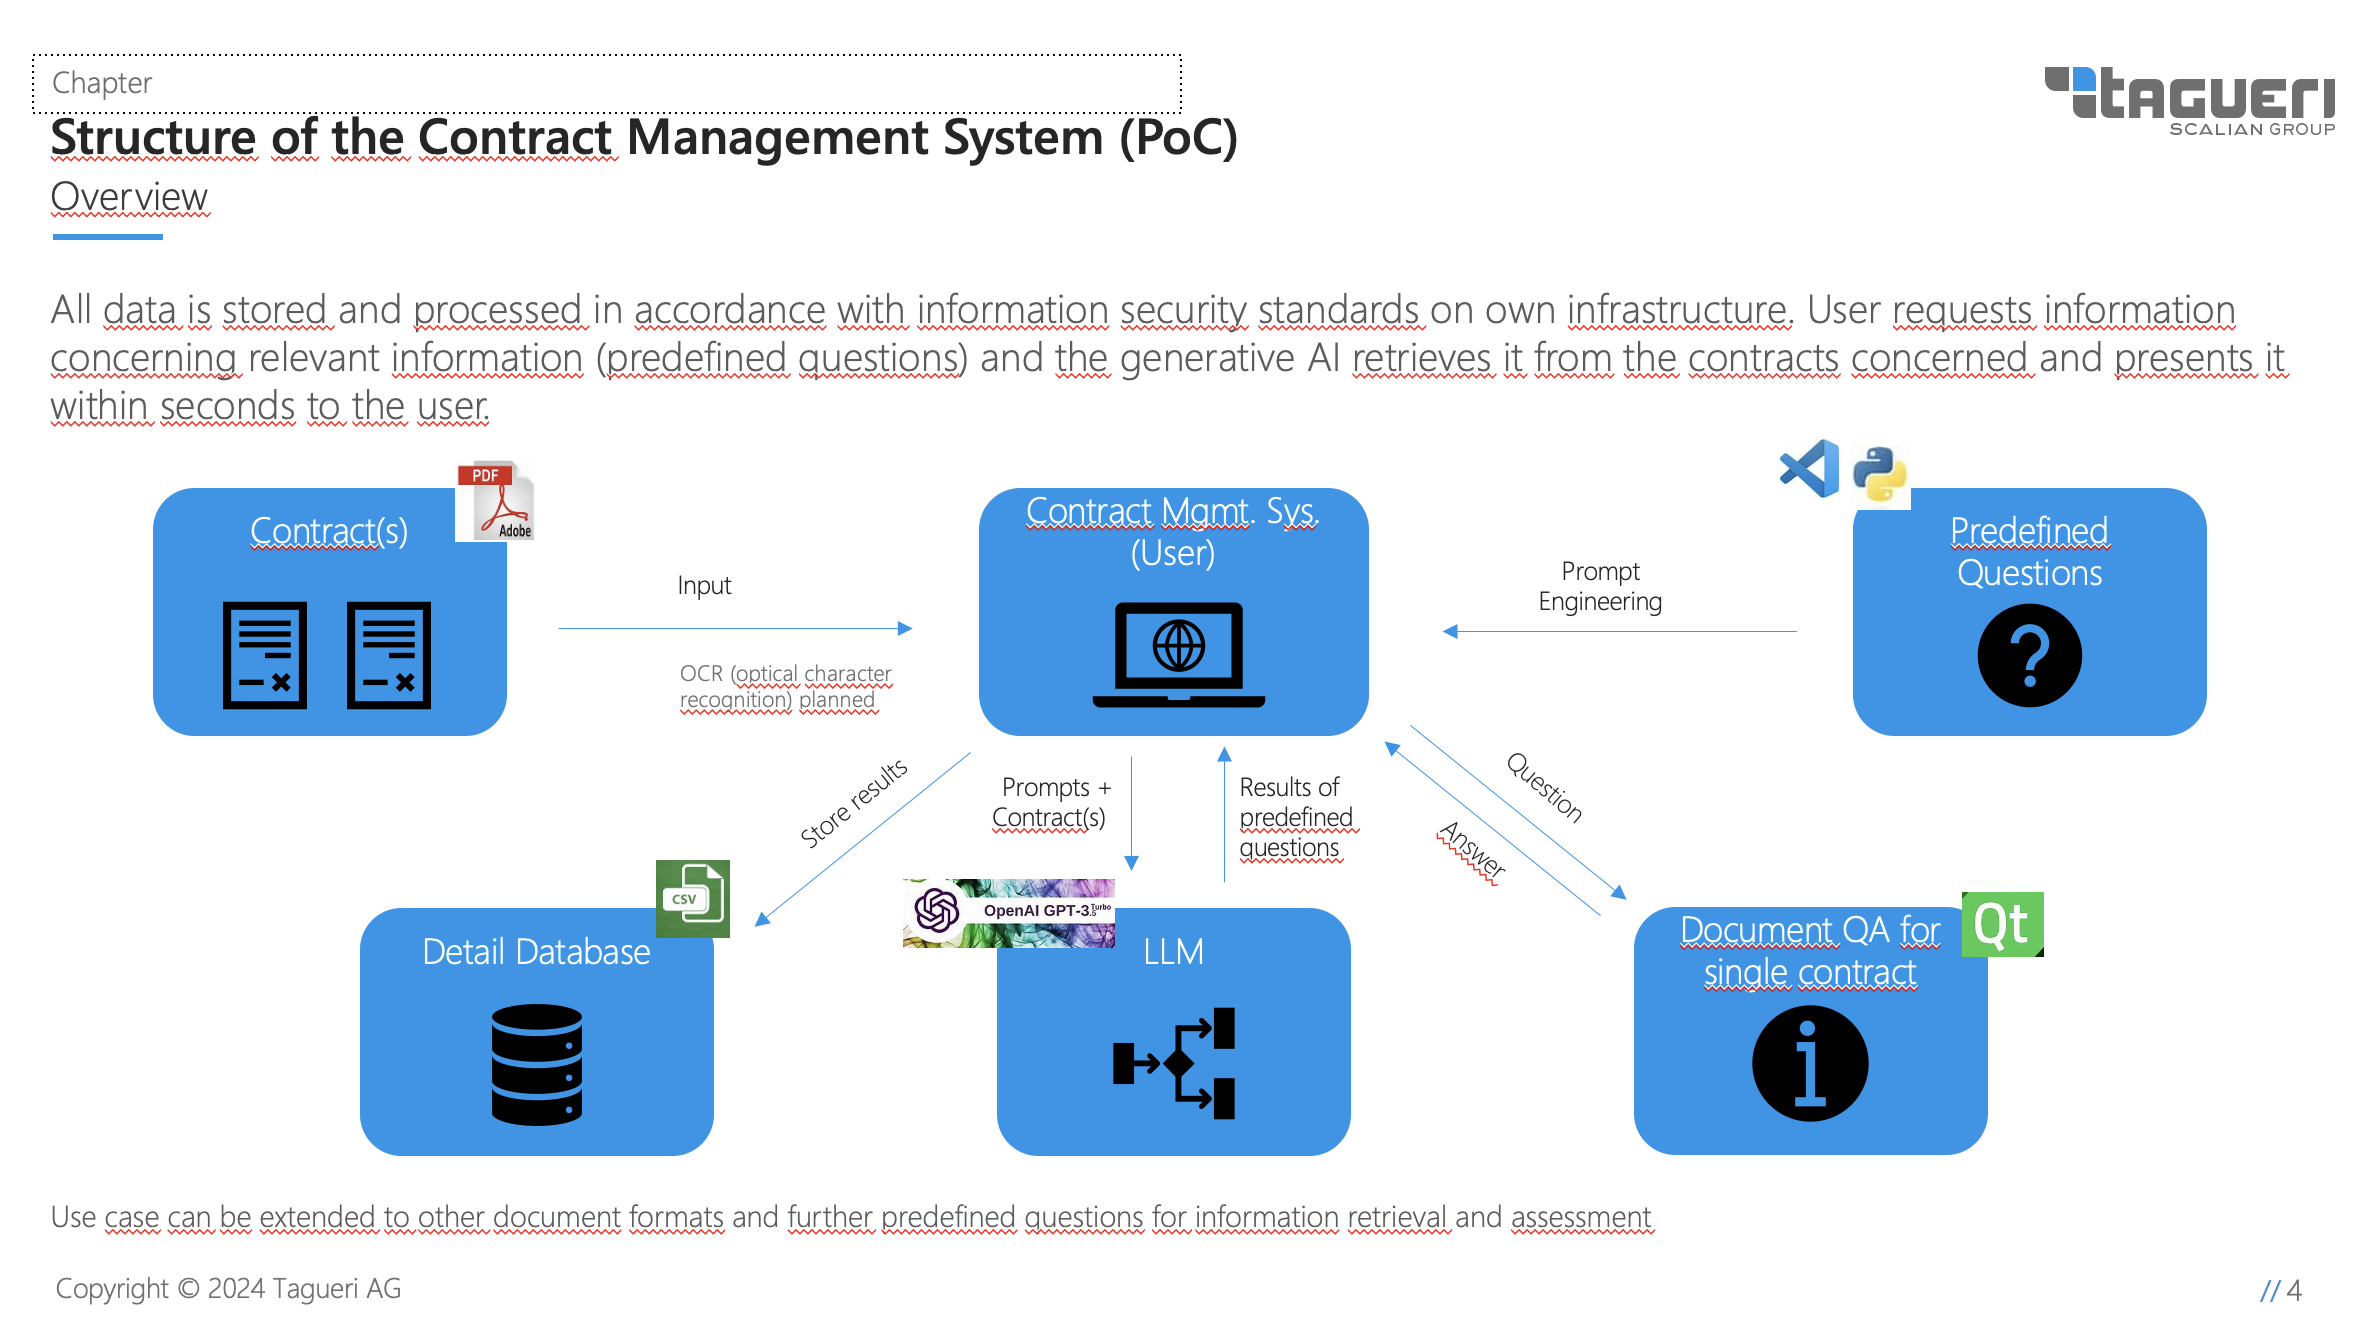 Chapter
TAGUERI
SCALIAN GROUP
Structure of the Contract Management System (PoC)
Overview
All data is stored and processed in accordance with information security standards on own infrastructure. User requests information
concerning relevant information (predefined questions) and the generative AI retrieves it from the contracts concerned and presents it
within seconds to the user.
PDF
Adobe
Contract(s)
Input
OCR (optical character
recognition) planned
Contract Mgmt. Sys.
(User)
Prompt
Engineering
Predefined
Questions
?
Store results
Prompts +
Contract(s)
Results of
predefined
questions
Question
Answer
CSV
Detail Database
OpenAI GPT-3.5 Turbo
LLM
Document QA for
single contract
Qt
i
Use case can be extended to other document formats and further predefined questions for information retrieval and assessment
Copyright © 2024 Tagueri AG
// 4